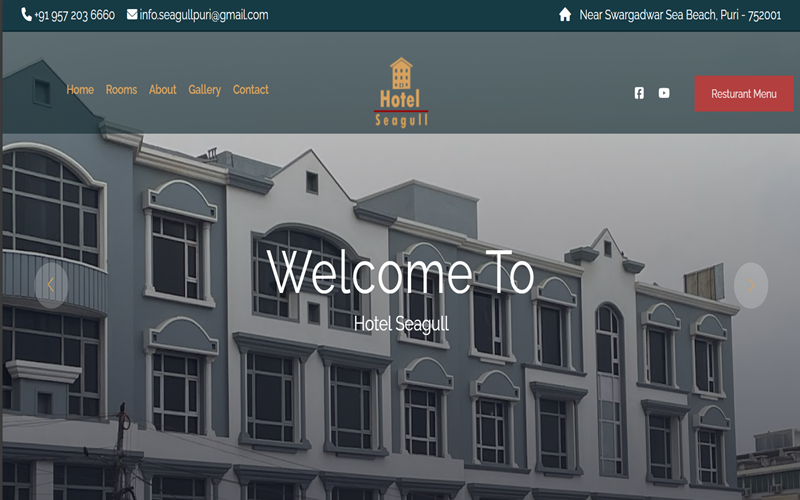 +91 957 203 6660 info.seagullpuri@gmail.com Near Swargadwar Sea Beach, Puri - 752001
Home Rooms About Gallery Contact
Hotel
Seagull
Resturant Menu
Welcome To
Hotel Seagull